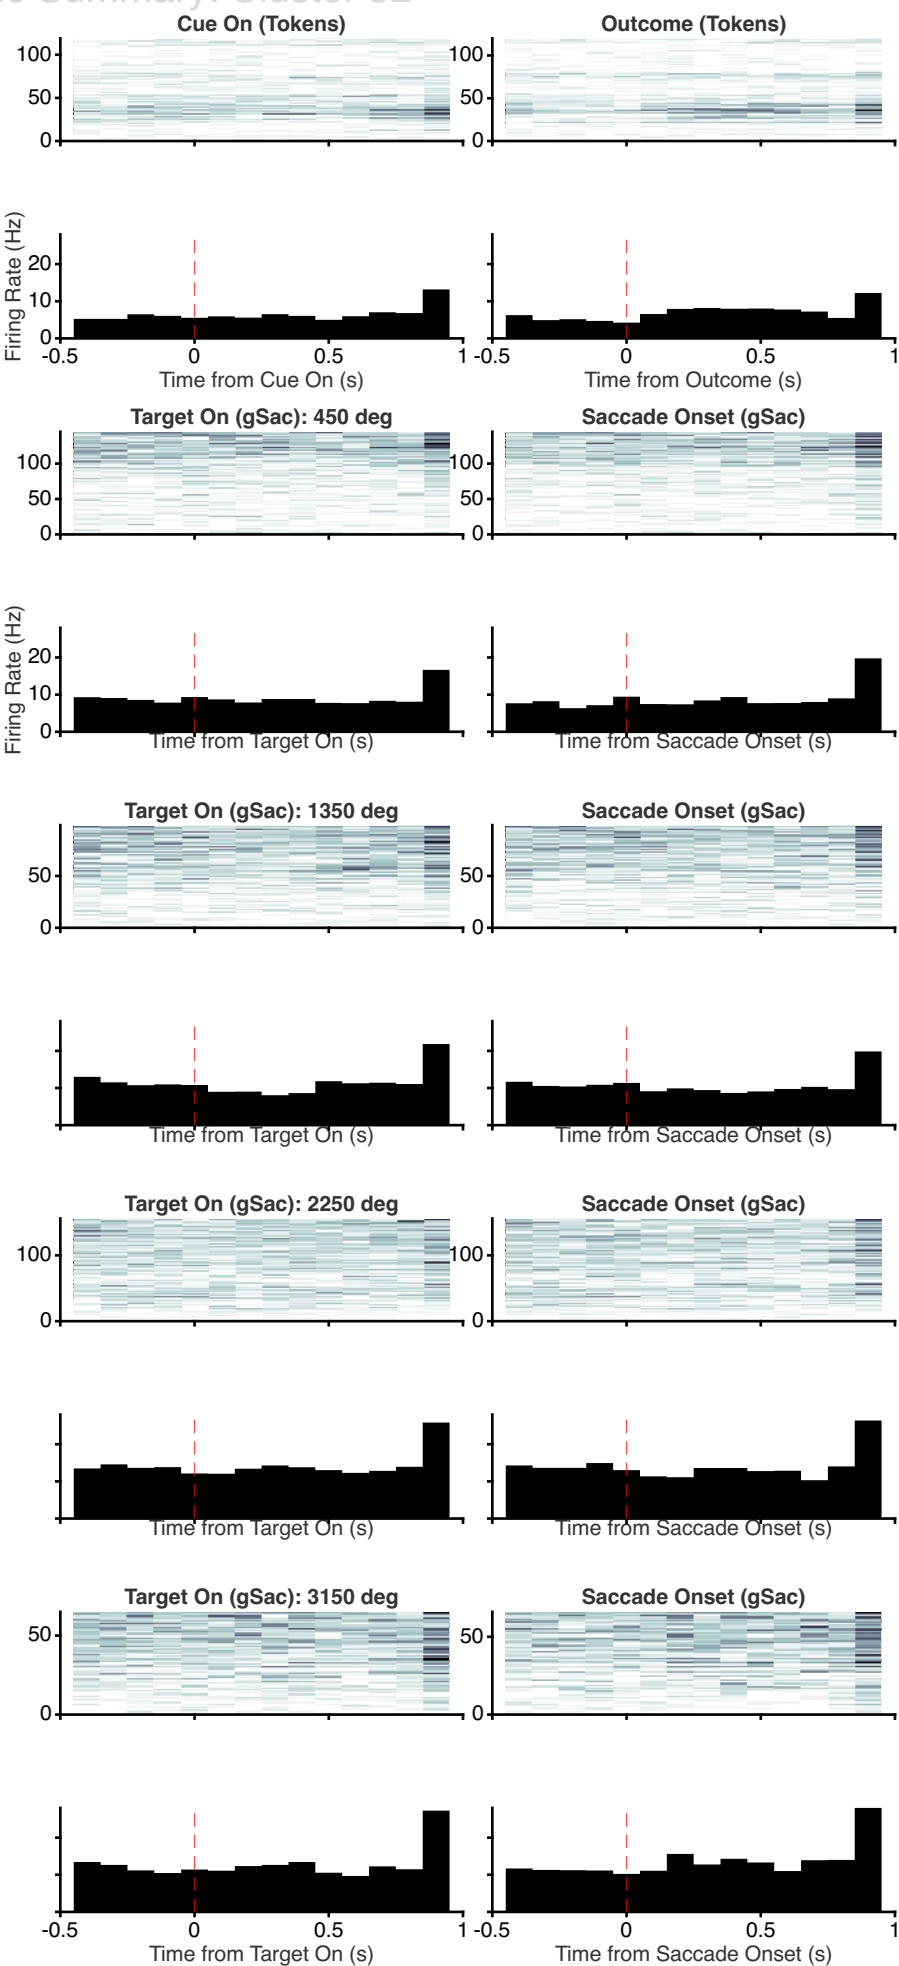 Summary: Cluster
Cue On (Tokens)
Outcome (Tokens)
100
50
0
100
50
0
Firing Rate (Hz)
20
10
0
-0.5
0
0.5
1
-0.5
0
0.5
1
Time from Cue On (s)
Time from Outcome (s)
Target On (gSac): 450 deg
Saccade Onset (gSac)
100
50
0
100
50
0
Firing Rate (Hz)
20
10
0
Time from Target On (s)
Time from Saccade Onset (s)
Target On (gSac): 1350 deg
Saccade Onset (gSac)
50
0
50
0
Time from Target On (s)
Time from Saccade Onset (s)
Target On (gSac): 2250 deg
Saccade Onset (gSac)
100
0
100
0
Time from Target On (s)
Time from Saccade Onset (s)
Target On (gSac): 3150 deg
Saccade Onset (gSac)
50
0
50
0
-0.5
0
0.5
1
-0.5
0
0.5
1
Time from Target On (s)
Time from Saccade Onset (s)